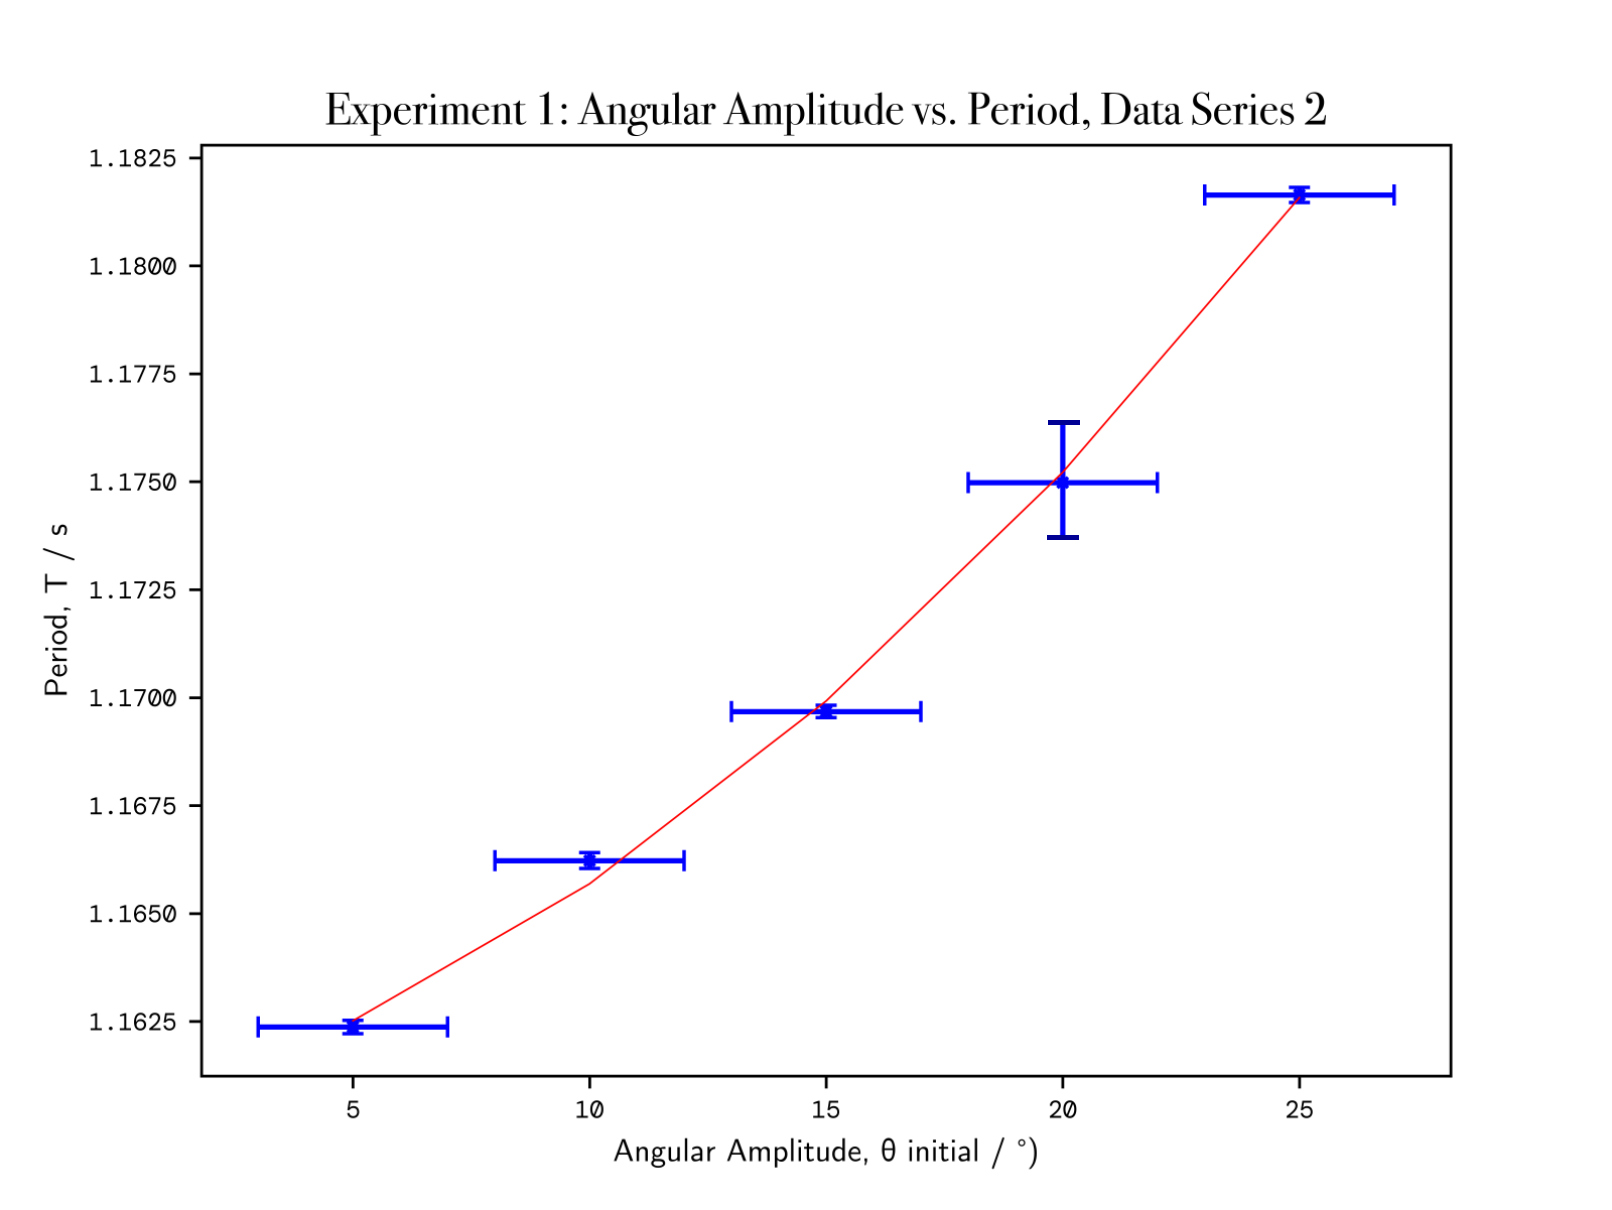 Experiment 1: Angular Amplitude vs. Period, Data Series 2
1.1825
1.1800
1.1775
1.1750
1.1725
1.1700
1.1675
1.1650
1.1625
Period, T / s
5 10 15 20 25
Angular Amplitude, θ initial / °)